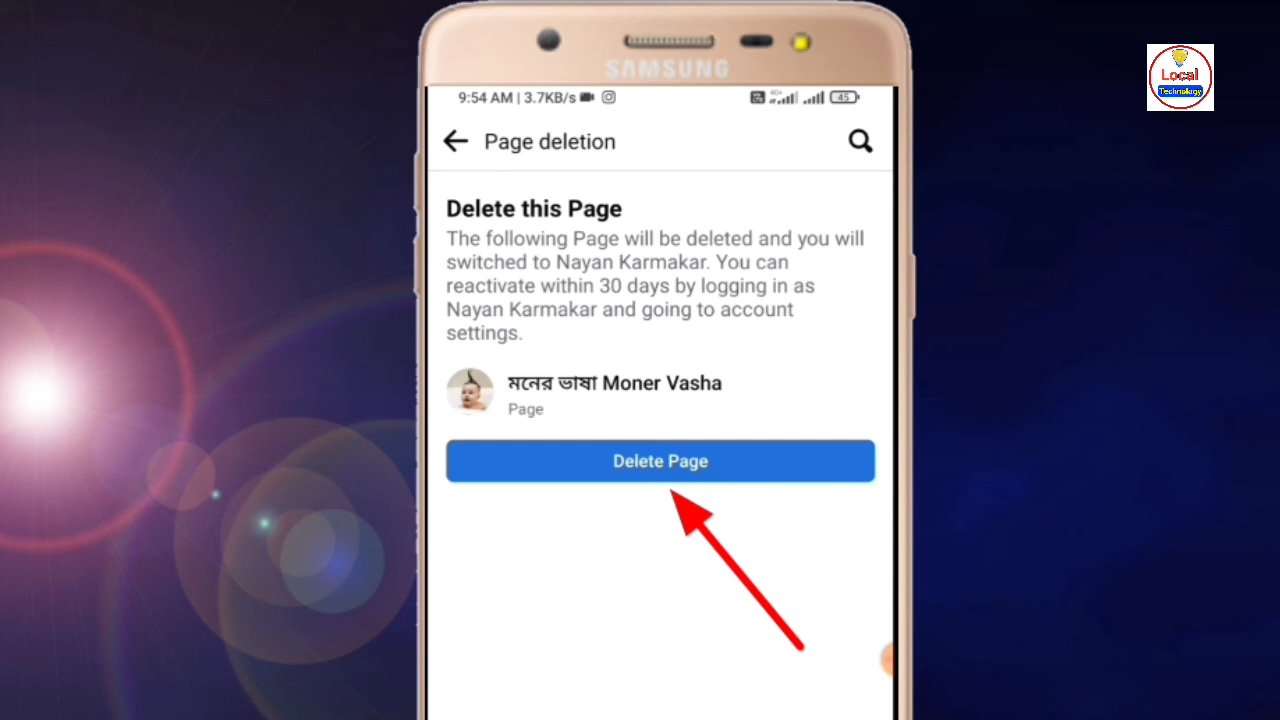 Local
Technology
SAMSUNG
9:54 AM | 3.7KB/s
45
Page deletion
Delete this Page
The following Page will be deleted and you will
switched to Nayan Karmakar. You can
reactivate within 30 days by logging in as
Nayan Karmakar and going to account
settings.
মনের ভাষা Moner Vasha
Page
Delete Page